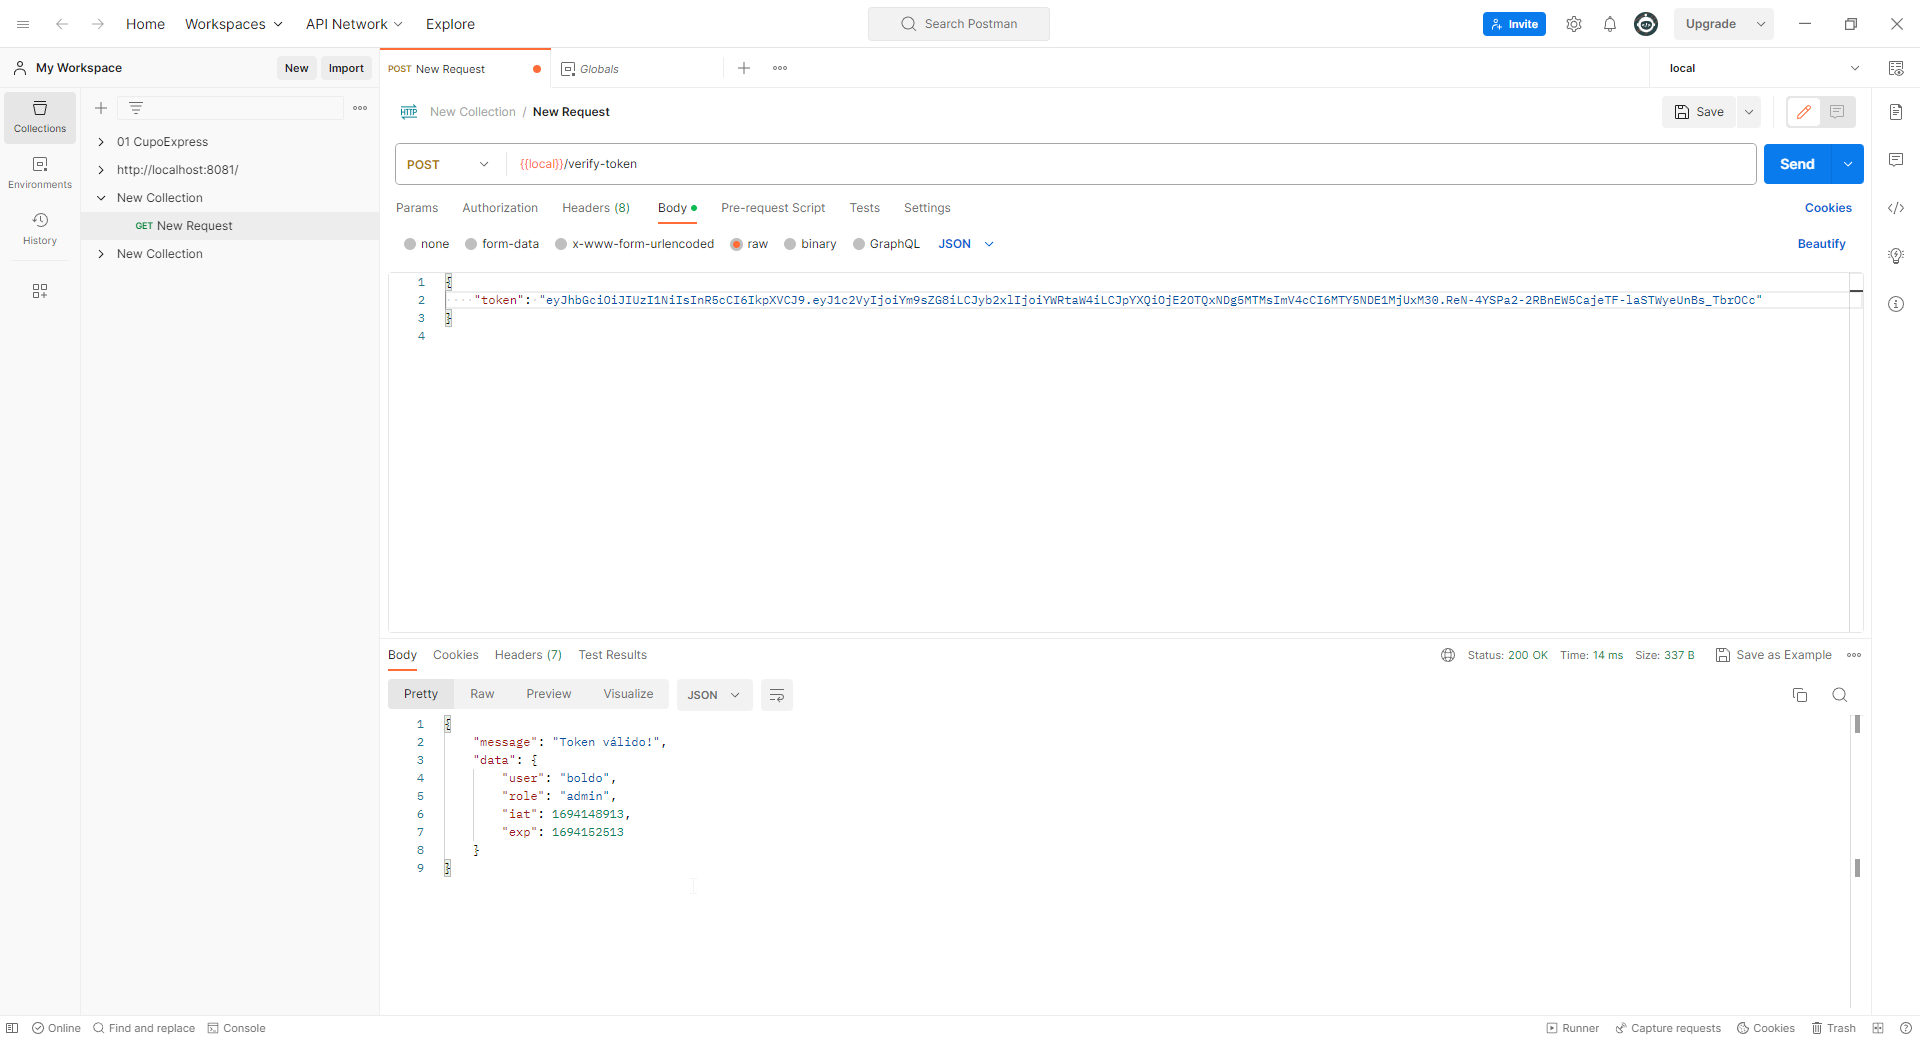 Home Workspaces API Network Explore Search Postman Invite Upgrade
My Workspace New Import POST New Request Globals local
Collections
Environments
History
01 CupoExpress
http://localhost:8081/
New Collection
GET New Request
New Collection
HTTP New Collection / New Request Save
POST {{local}}/verify-token Send
Params Authorization Headers (8) Body Pre-request Script Tests Settings Cookies
none form-data x-www-form-urlencoded raw binary GraphQL JSON Beautify
1 {
2 "token": "eyJhbGciOiJIUzI1NiIsInR5cCI6IkpXVCJ9.eyJ1c2VyIjoiYm9sZG8iLCJyb2xlIjoiYWRtaW4iLCJpYXQiOjE2OTQxNDg5MTMsImV4cCI6MTY5NDE1MjUxM30.ReN-4YSPa2-2RBnEW5CajeTF-laSTWyeUnBs_TbrOCc"
3 }
4
Body Cookies Headers (7) Test Results Status: 200 OK Time: 14 ms Size: 337 B Save as Example
Pretty Raw Preview Visualize JSON
1 {
2 "message": "Token válido!",
3 "data": {
4 "user": "boldo",
5 "role": "admin",
6 "iat": 1694148913,
7 "exp": 1694152513
8 }
9 }
Online Find and replace Console Runner Capture requests Cookies Trash